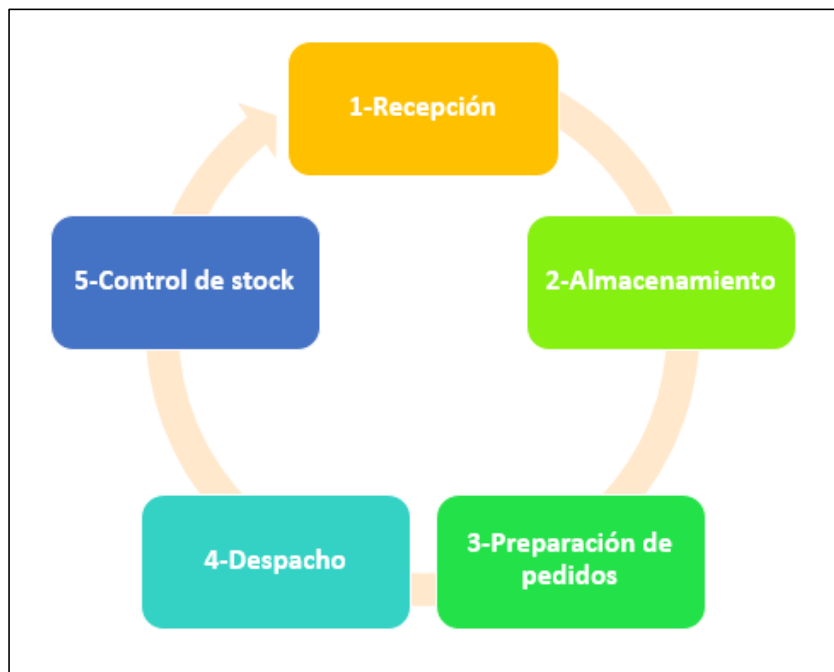 1-Recepción
2-Almacenamiento
3-Preparación de
pedidos
4-Despacho
5-Control de stock